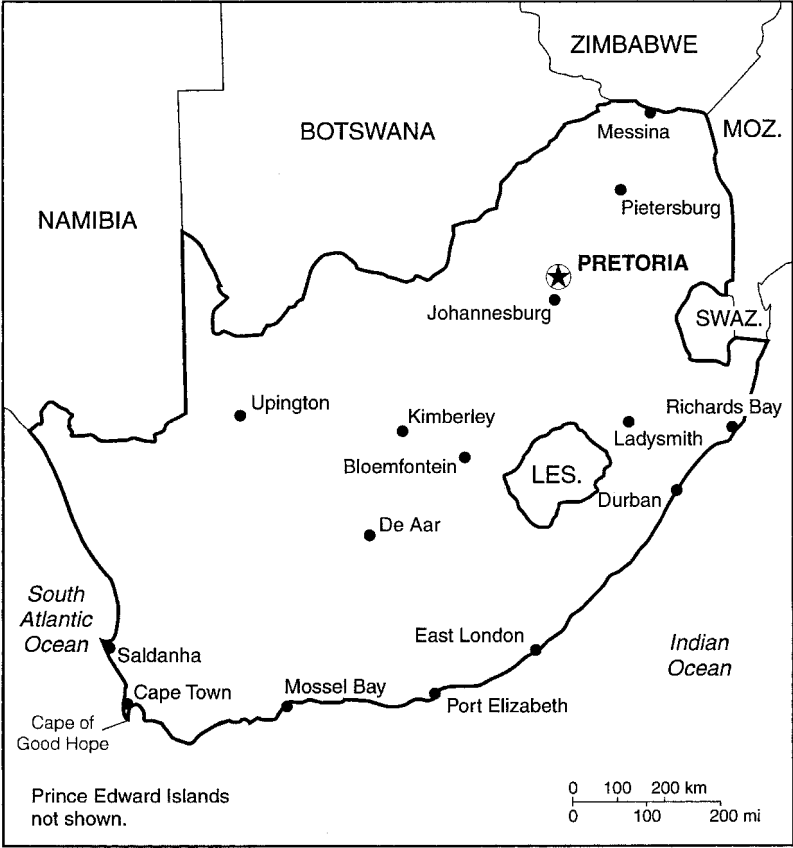 ZIMBABWE
BOTSWANA
Messina
MOZ.
NAMIBIA
Pietersburg
PRETORIA
Johannesburg
SWAZ.
Upington
Kimberley
Richards Bay
Ladysmith
Bloemfontein
LES.
Durban
De Aar
South
Atlantic
Ocean
East London
Indian
Ocean
Saldanha
Cape Town
Mossel Bay
Port Elizabeth
Cape of
Good Hope
Prince Edward Islands
not shown.
0 100 200 km
0 100 200 mi